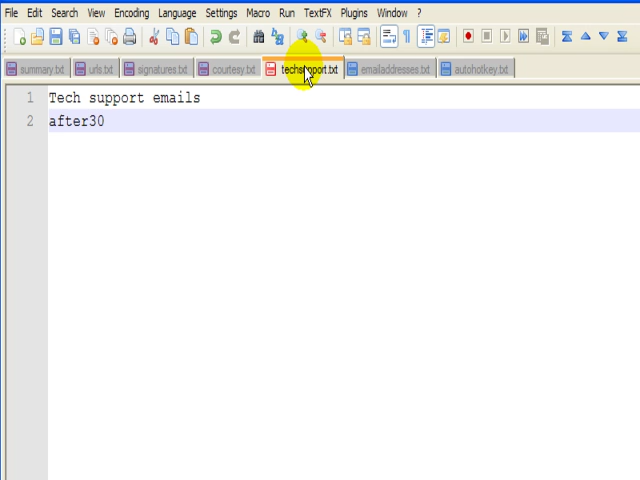 File Edit Search View Encoding Language Settings Macro Run TextFX Plugins Window ?
summary.txt urls.txt signatures.txt courtesy.txt techsupport.txt emailaddresses.txt autohotkey.txt
1 Tech support emails
2 after30